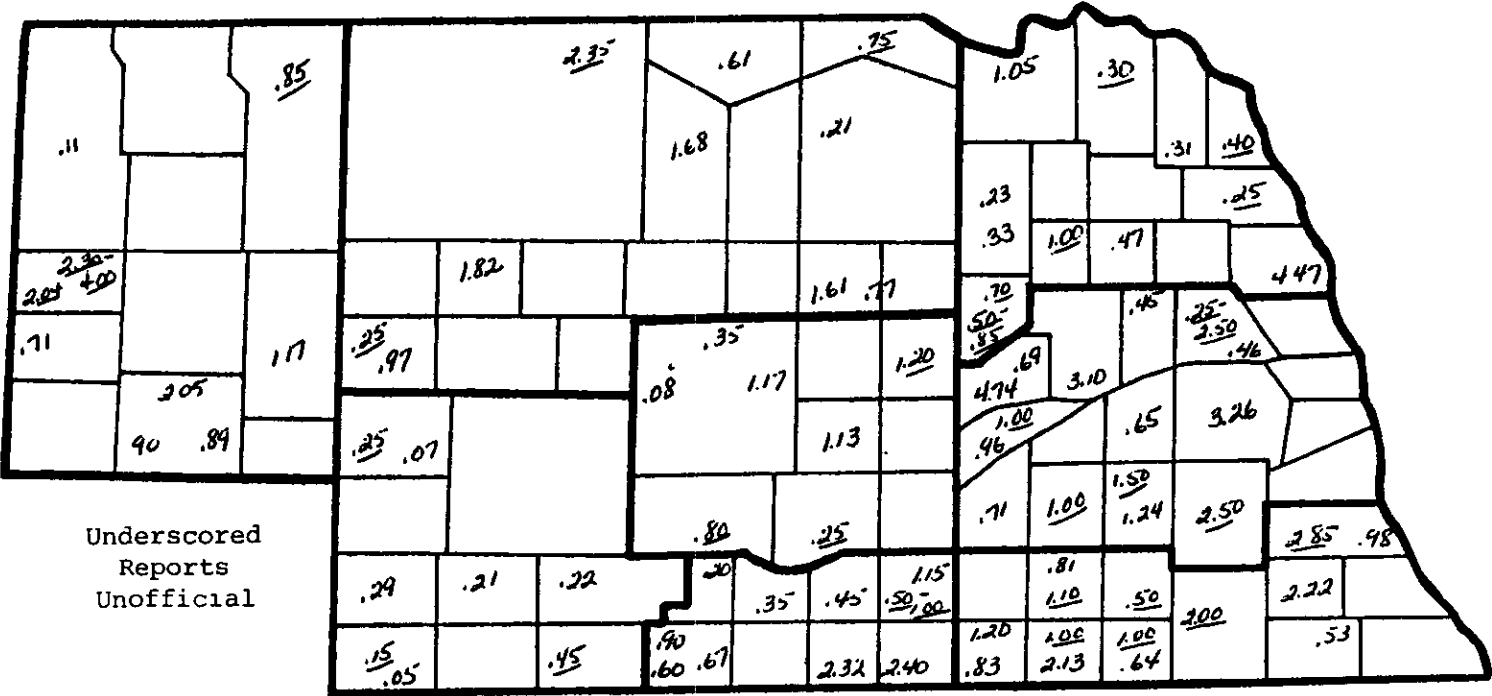 2.35 .61 .75
.85 1.05 .30
.11 1.68 .21 .31 .40
.23 .25
.33 1.00 .47
2.30 1.82 4.47
2.04 4.00 1.61 .77 .70
.50 .45 .25
.85 2.50
.71 1.17 .25 .97 .35 1.20 .69 .46
.08 1.17 4.74 3.10
2.05 1.00 .65 3.26
.90 .89 .25 .07 1.13 .96
1.50
.71 1.00 1.24 2.50
Underscored .80 .25 2.85 .98
Reports
Unofficial
.29 .21 .22 .20 .35 .45 1.15 .81 2.22
.50 1.00 1.10 .50
2.00
.15 .45 .90 1.20 1.00 1.00 .53
.05 .60 .67 2.32 2.40 .83 2.13 .64